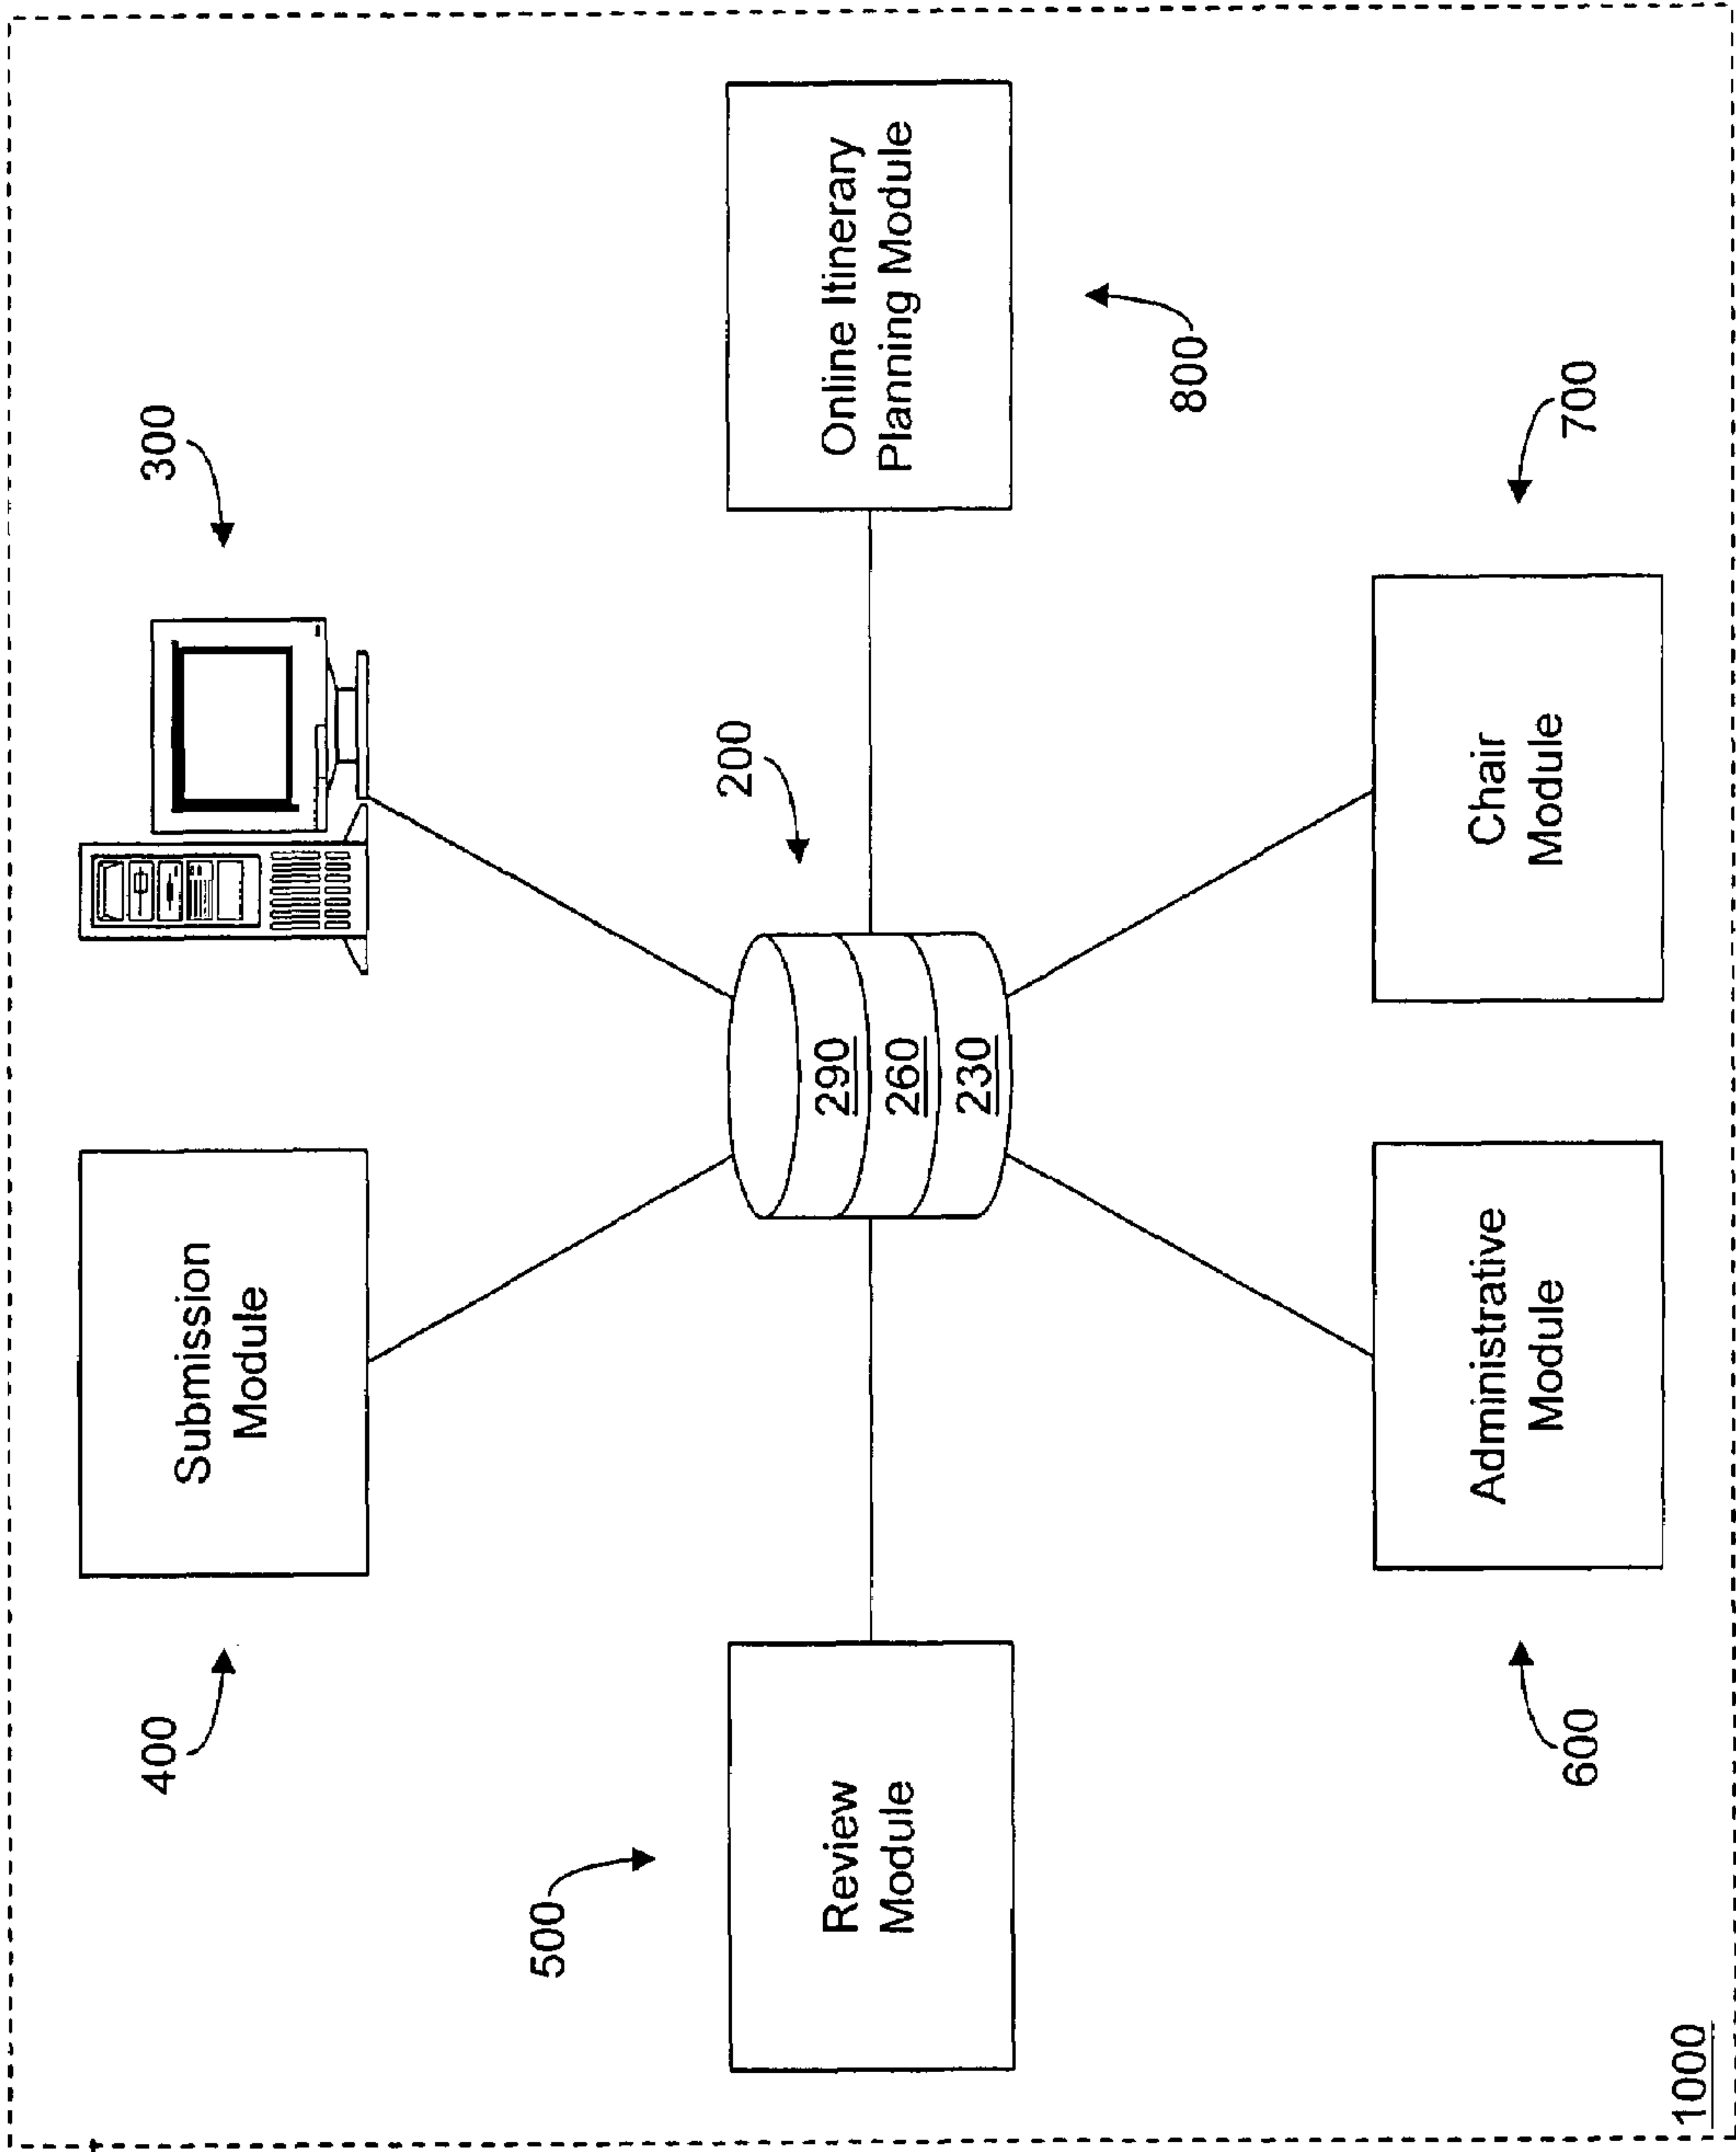 400
300
Submission
Module
500
200
Review
Module
290
260
230
Online Itinerary
Planning Module
800
Administrative
Module
Chair
Module
600
700
1000